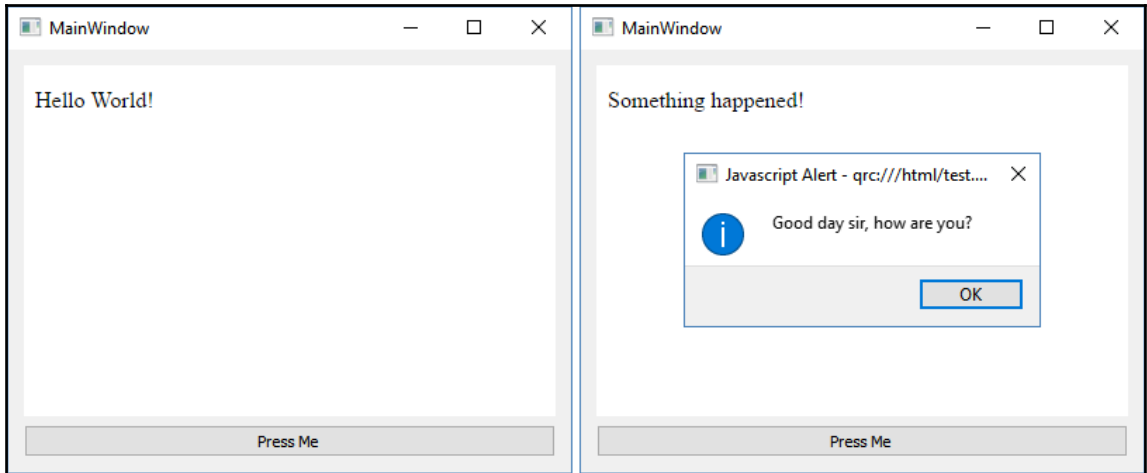 MainWindow
Hello World!
Press Me
MainWindow
Something happened!
Javascript Alert - qrc:///html/test....
Good day sir, how are you?
OK
Press Me